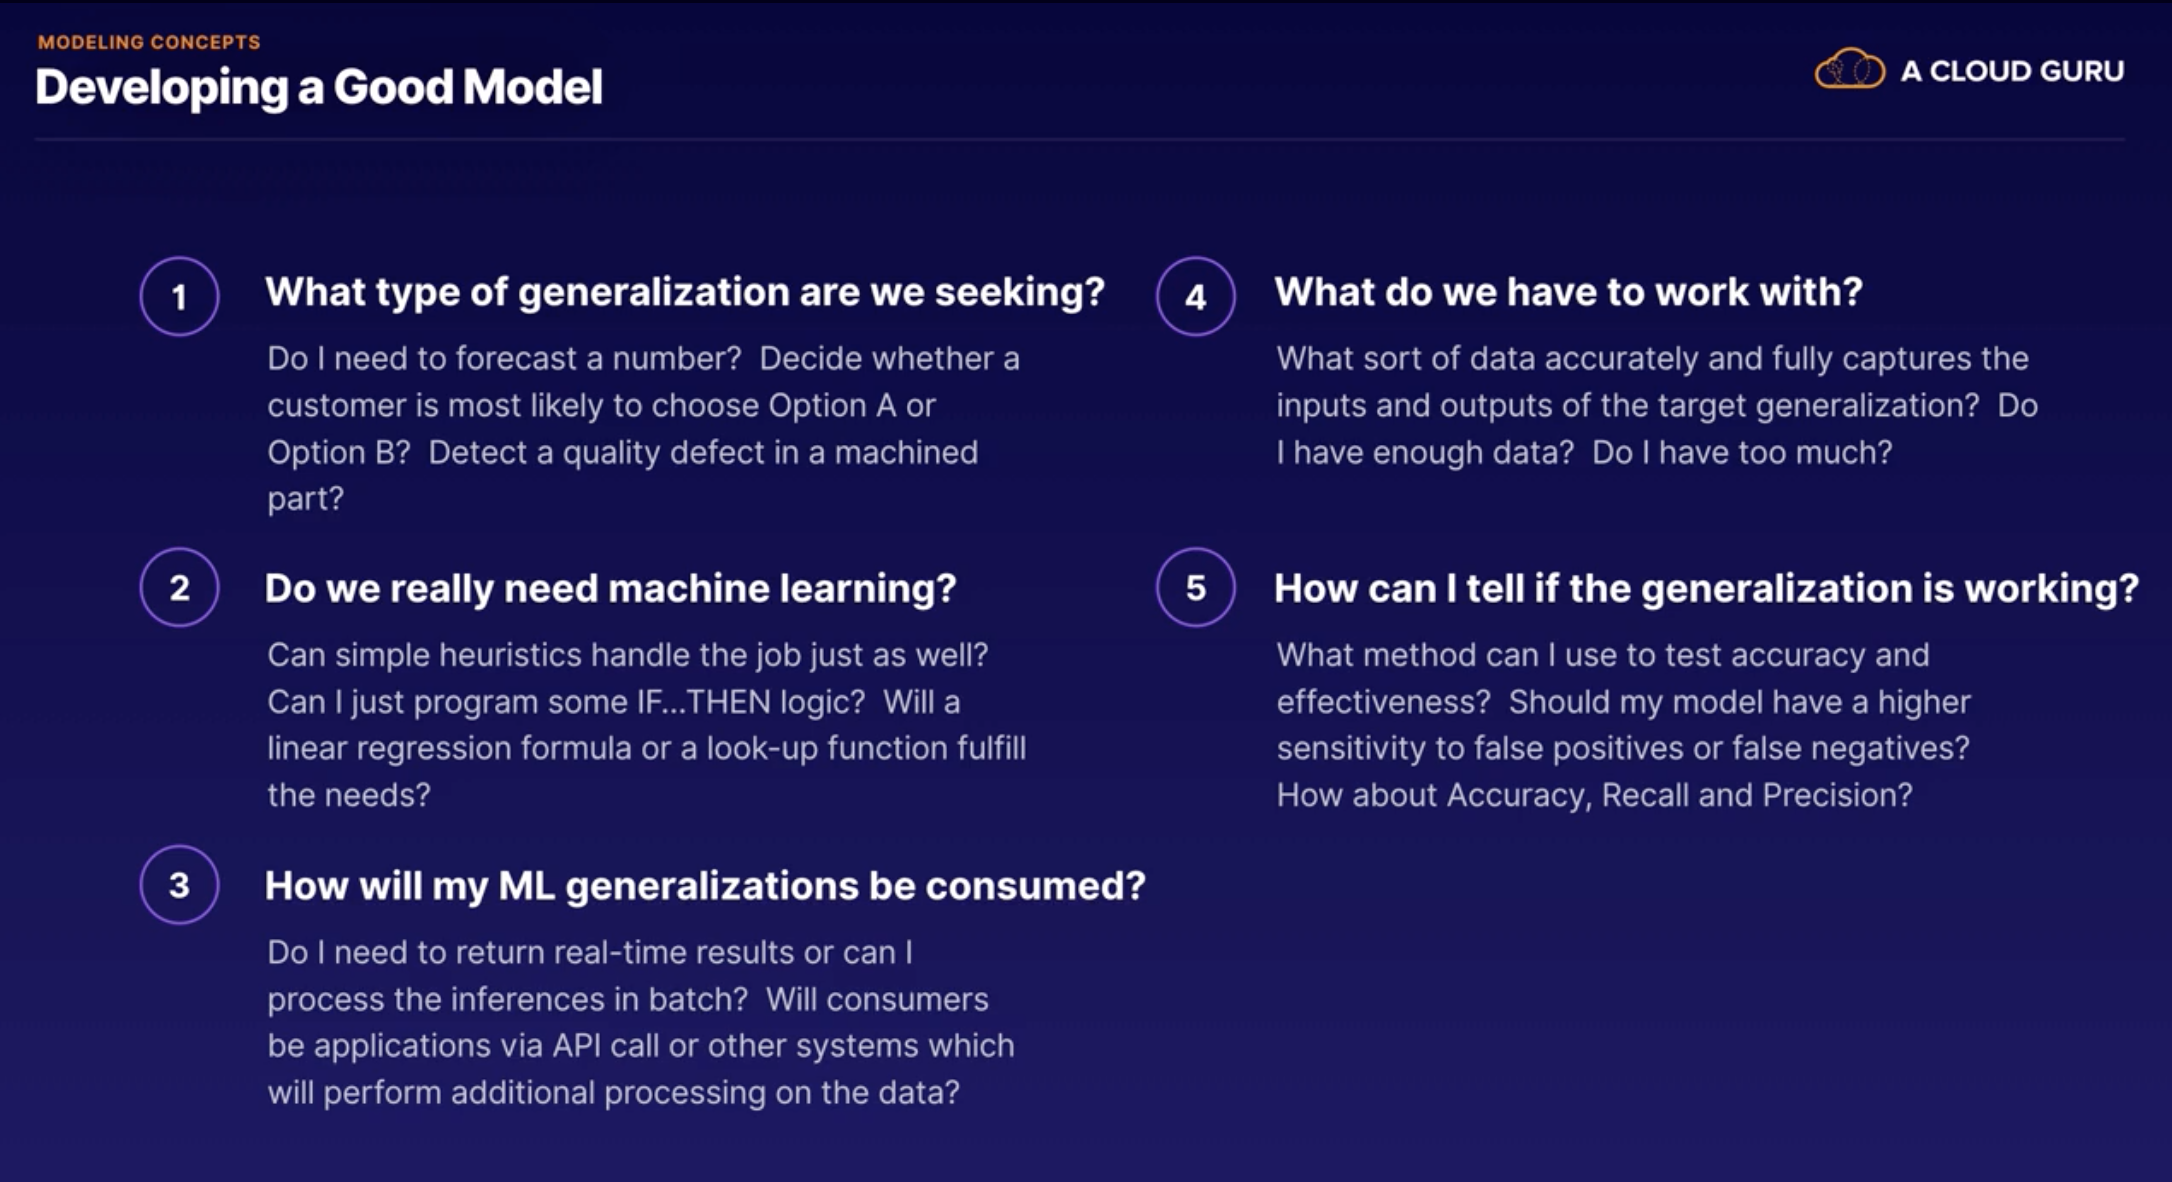 MODELING CONCEPTS
Developing a Good Model
A CLOUD GURU
1
What type of generalization are we seeking?
Do I need to forecast a number?  Decide whether a
customer is most likely to choose Option A or
Option B?  Detect a quality defect in a machined
part?
2
Do we really need machine learning?
Can simple heuristics handle the job just as well?
Can I just program some IF...THEN logic?  Will a
linear regression formula or a look-up function fulfill
the needs?
3
How will my ML generalizations be consumed?
Do I need to return real-time results or can I
process the inferences in batch?  Will consumers
be applications via API call or other systems which
will perform additional processing on the data?
4
What do we have to work with?
What sort of data accurately and fully captures the
inputs and outputs of the target generalization?  Do
I have enough data?  Do I have too much?
5
How can I tell if the generalization is working?
What method can I use to test accuracy and
effectiveness?  Should my model have a higher
sensitivity to false positives or false negatives?
How about Accuracy, Recall and Precision?